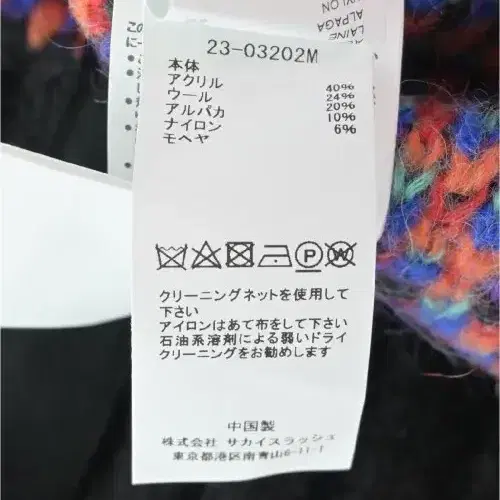 NYLON
ALPAGA
LAINE
23-03202M
本体
アクリル 40%
ウール 24%
アルパカ 20%
ナイロン 10%
モヘヤ 6%
P
W
クリーニングネットを使用して
下さい
アイロンはあて布をして下さい
石油系溶剤による弱いドライ
クリーニングをお勧めします
中国製
株式会社 サカイスラッシュ
東京都港区南青山6-11-1